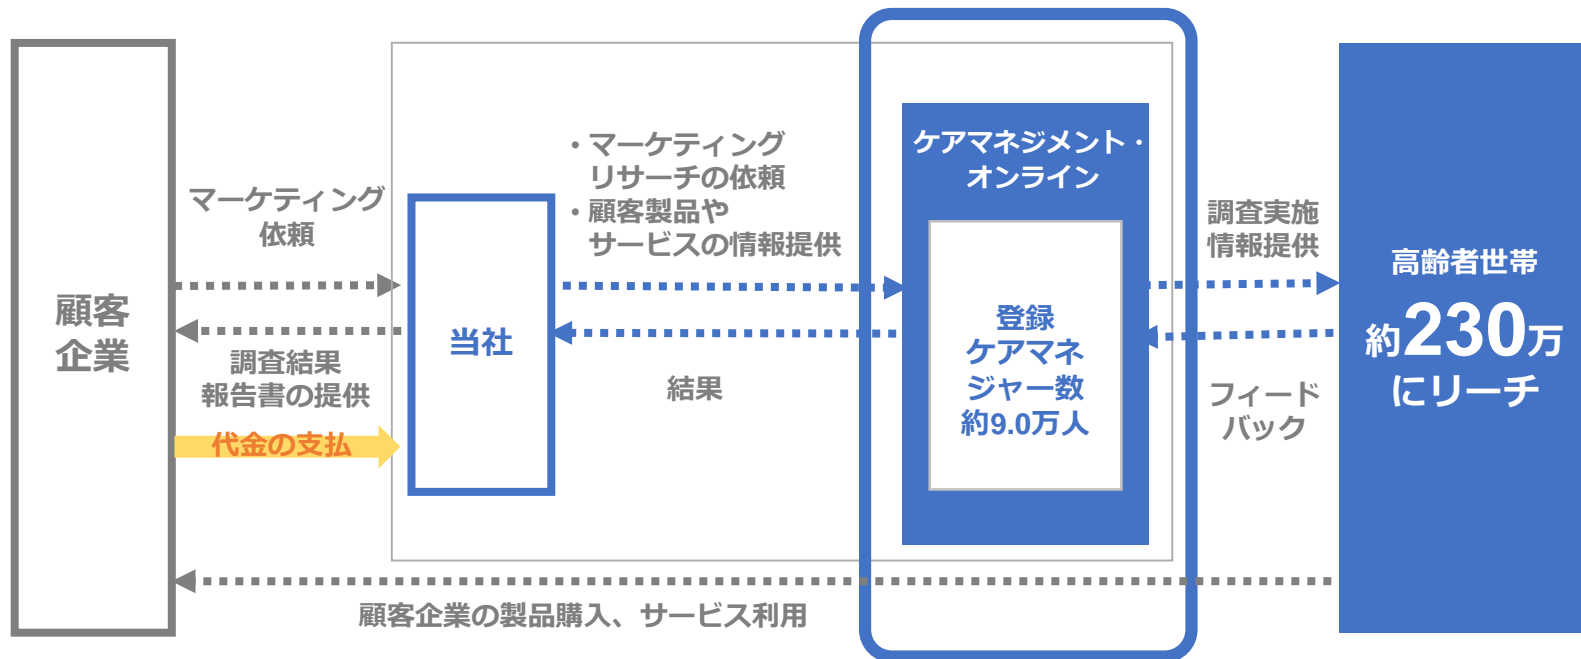 顧客
企業
マーケティング
依頼
調査結果
報告書の提供
代金の支払
当社
・マーケティング
リサーチの依頼
・顧客製品や
サービスの情報提供
結果
ケアマネジメント・
オンライン
登録
ケアマネ
ジャー数
約9.0万人
調査実施
情報提供
フィード
バック
高齢者世帯
約230万
にリーチ
顧客企業の製品購入、サービス利用